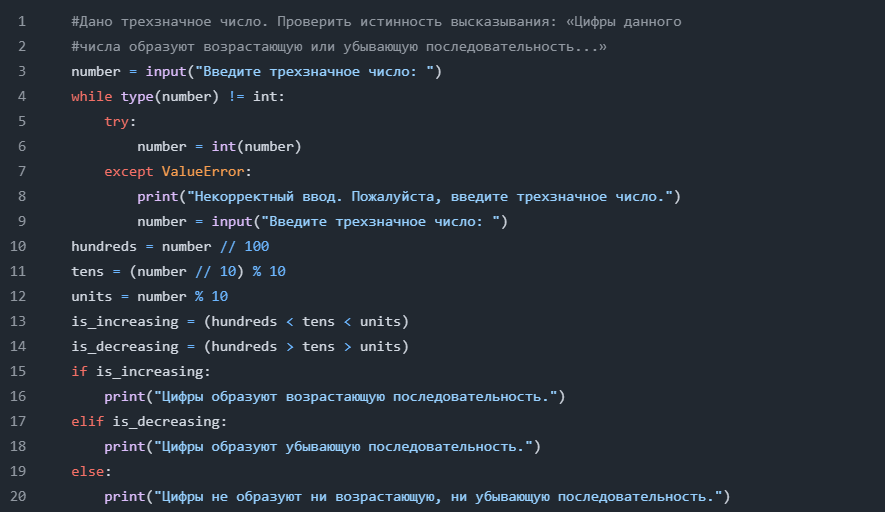 1 #Дано трехзначное число. Проверить истинность высказывания: «Цифры данного
2 #числа образуют возрастающую или убывающую последовательность...»
3 number = input("Введите трехзначное число: ")
4 while type(number) != int:
5     try:
6         number = int(number)
7     except ValueError:
8         print("Некорректный ввод. Пожалуйста, введите трехзначное число.")
9         number = input("Введите трехзначное число: ")
10 hundreds = number // 100
11 tens = (number // 10) % 10
12 units = number % 10
13 is_increasing = (hundreds < tens < units)
14 is_decreasing = (hundreds > tens > units)
15 if is_increasing:
16     print("Цифры образуют возрастающую последовательность.")
17 elif is_decreasing:
18     print("Цифры образуют убывающую последовательность.")
19 else:
20     print("Цифры не образуют ни возрастающую, ни убывающую последовательность.")